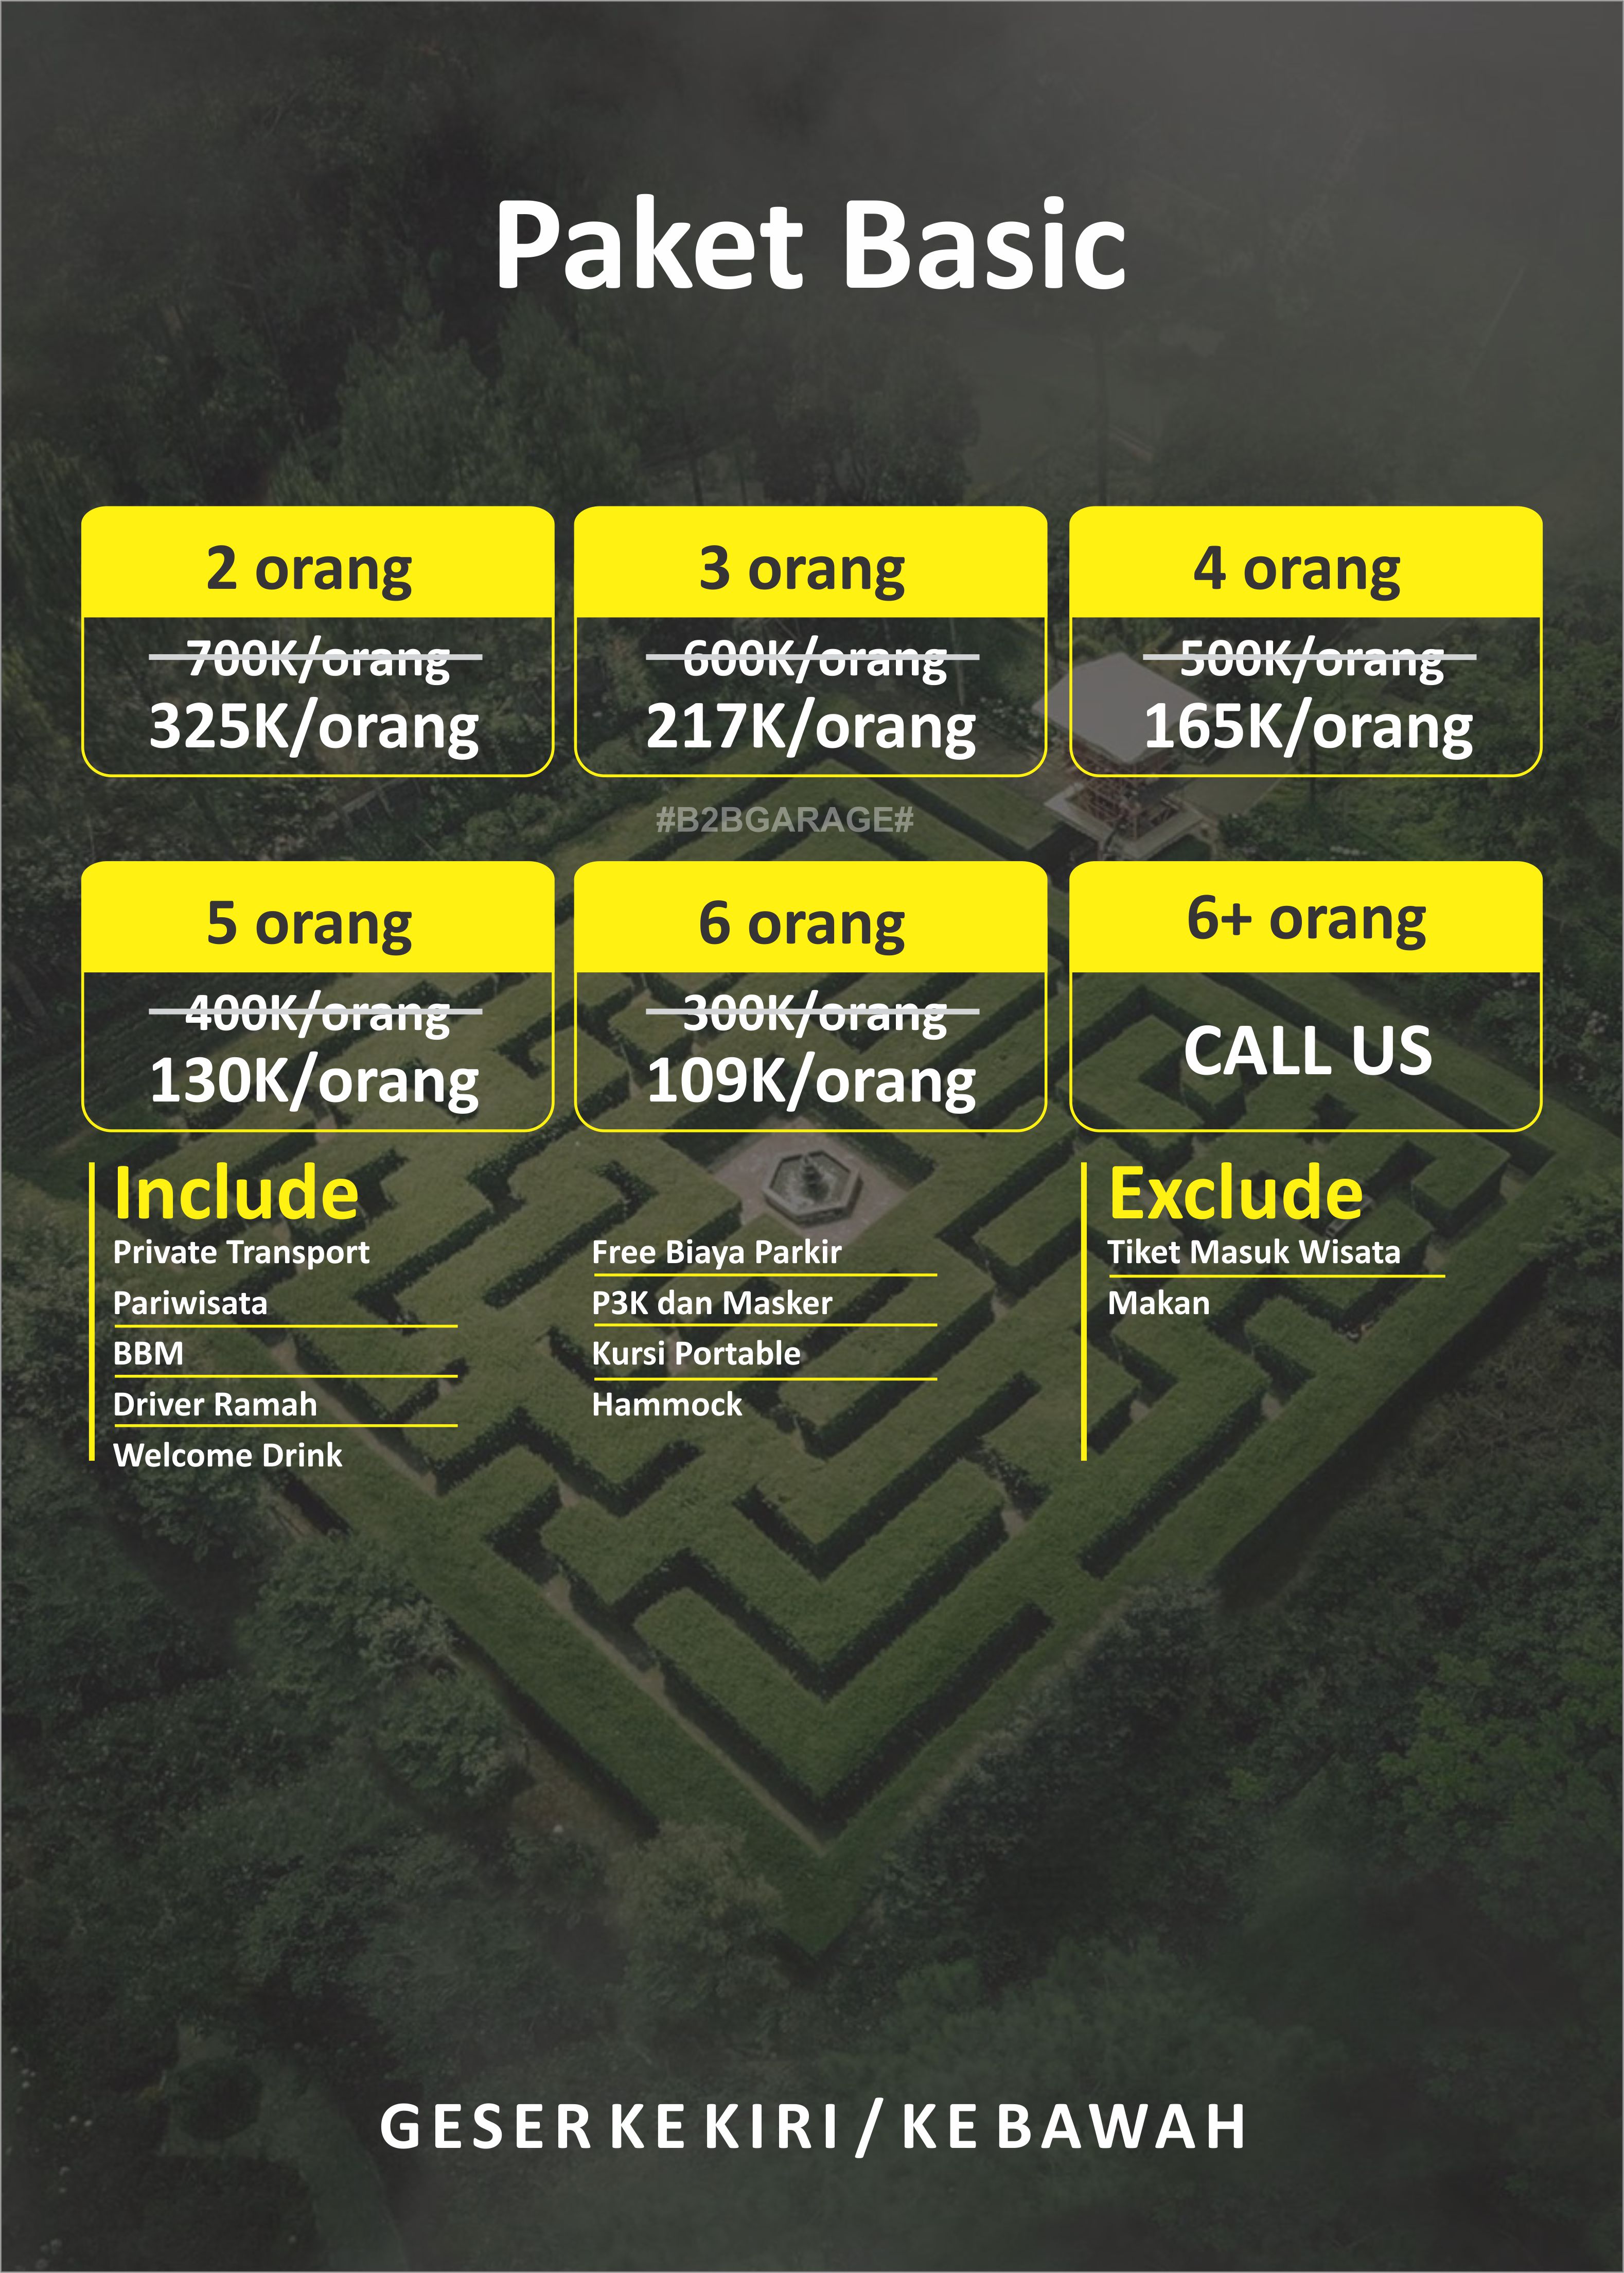 Paket Basic
2 orang
700K/orang
325K/orang
3 orang
600K/orang
217K/orang
4 orang
500K/orang
165K/orang
#B2BGARAGE#
5 orang
400K/orang
130K/orang
6 orang
300K/orang
109K/orang
6+ orang
CALL US
Include
Private Transport
Pariwisata
BBM
Driver Ramah
Welcome Drink
Free Biaya Parkir
P3K dan Masker
Kursi Portable
Hammock
Exclude
Tiket Masuk Wisata
Makan
GESER KE KIRI / KE BAWAH